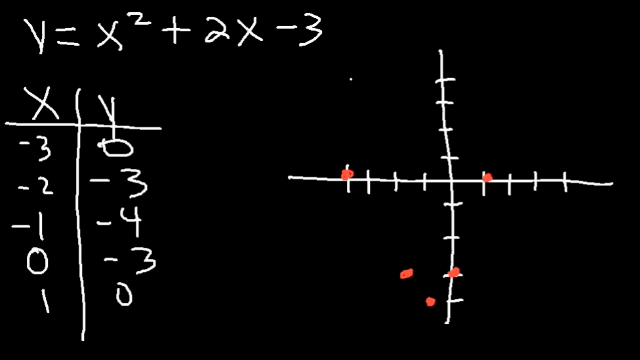 y = x² + 2x - 3
x y
-3 0
-2 -3
-1 -4
0 -3
1 0